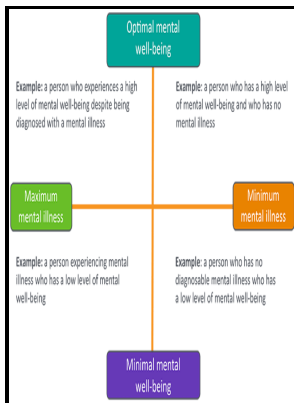 Optimal mental
well-being
Example: a person who experiences a high
level of mental well-being despite being
diagnosed with a mental illness
Example: a person who has a high level
of mental well-being and who has no
mental illness
Maximum
mental illness
Minimum
mental illness
Example: a person experiencing mental
illness who has a low level of mental
well-being
Example: a person who has no
diagnosable mental illness who has
a low level of mental well-being
Minimal mental
well-being